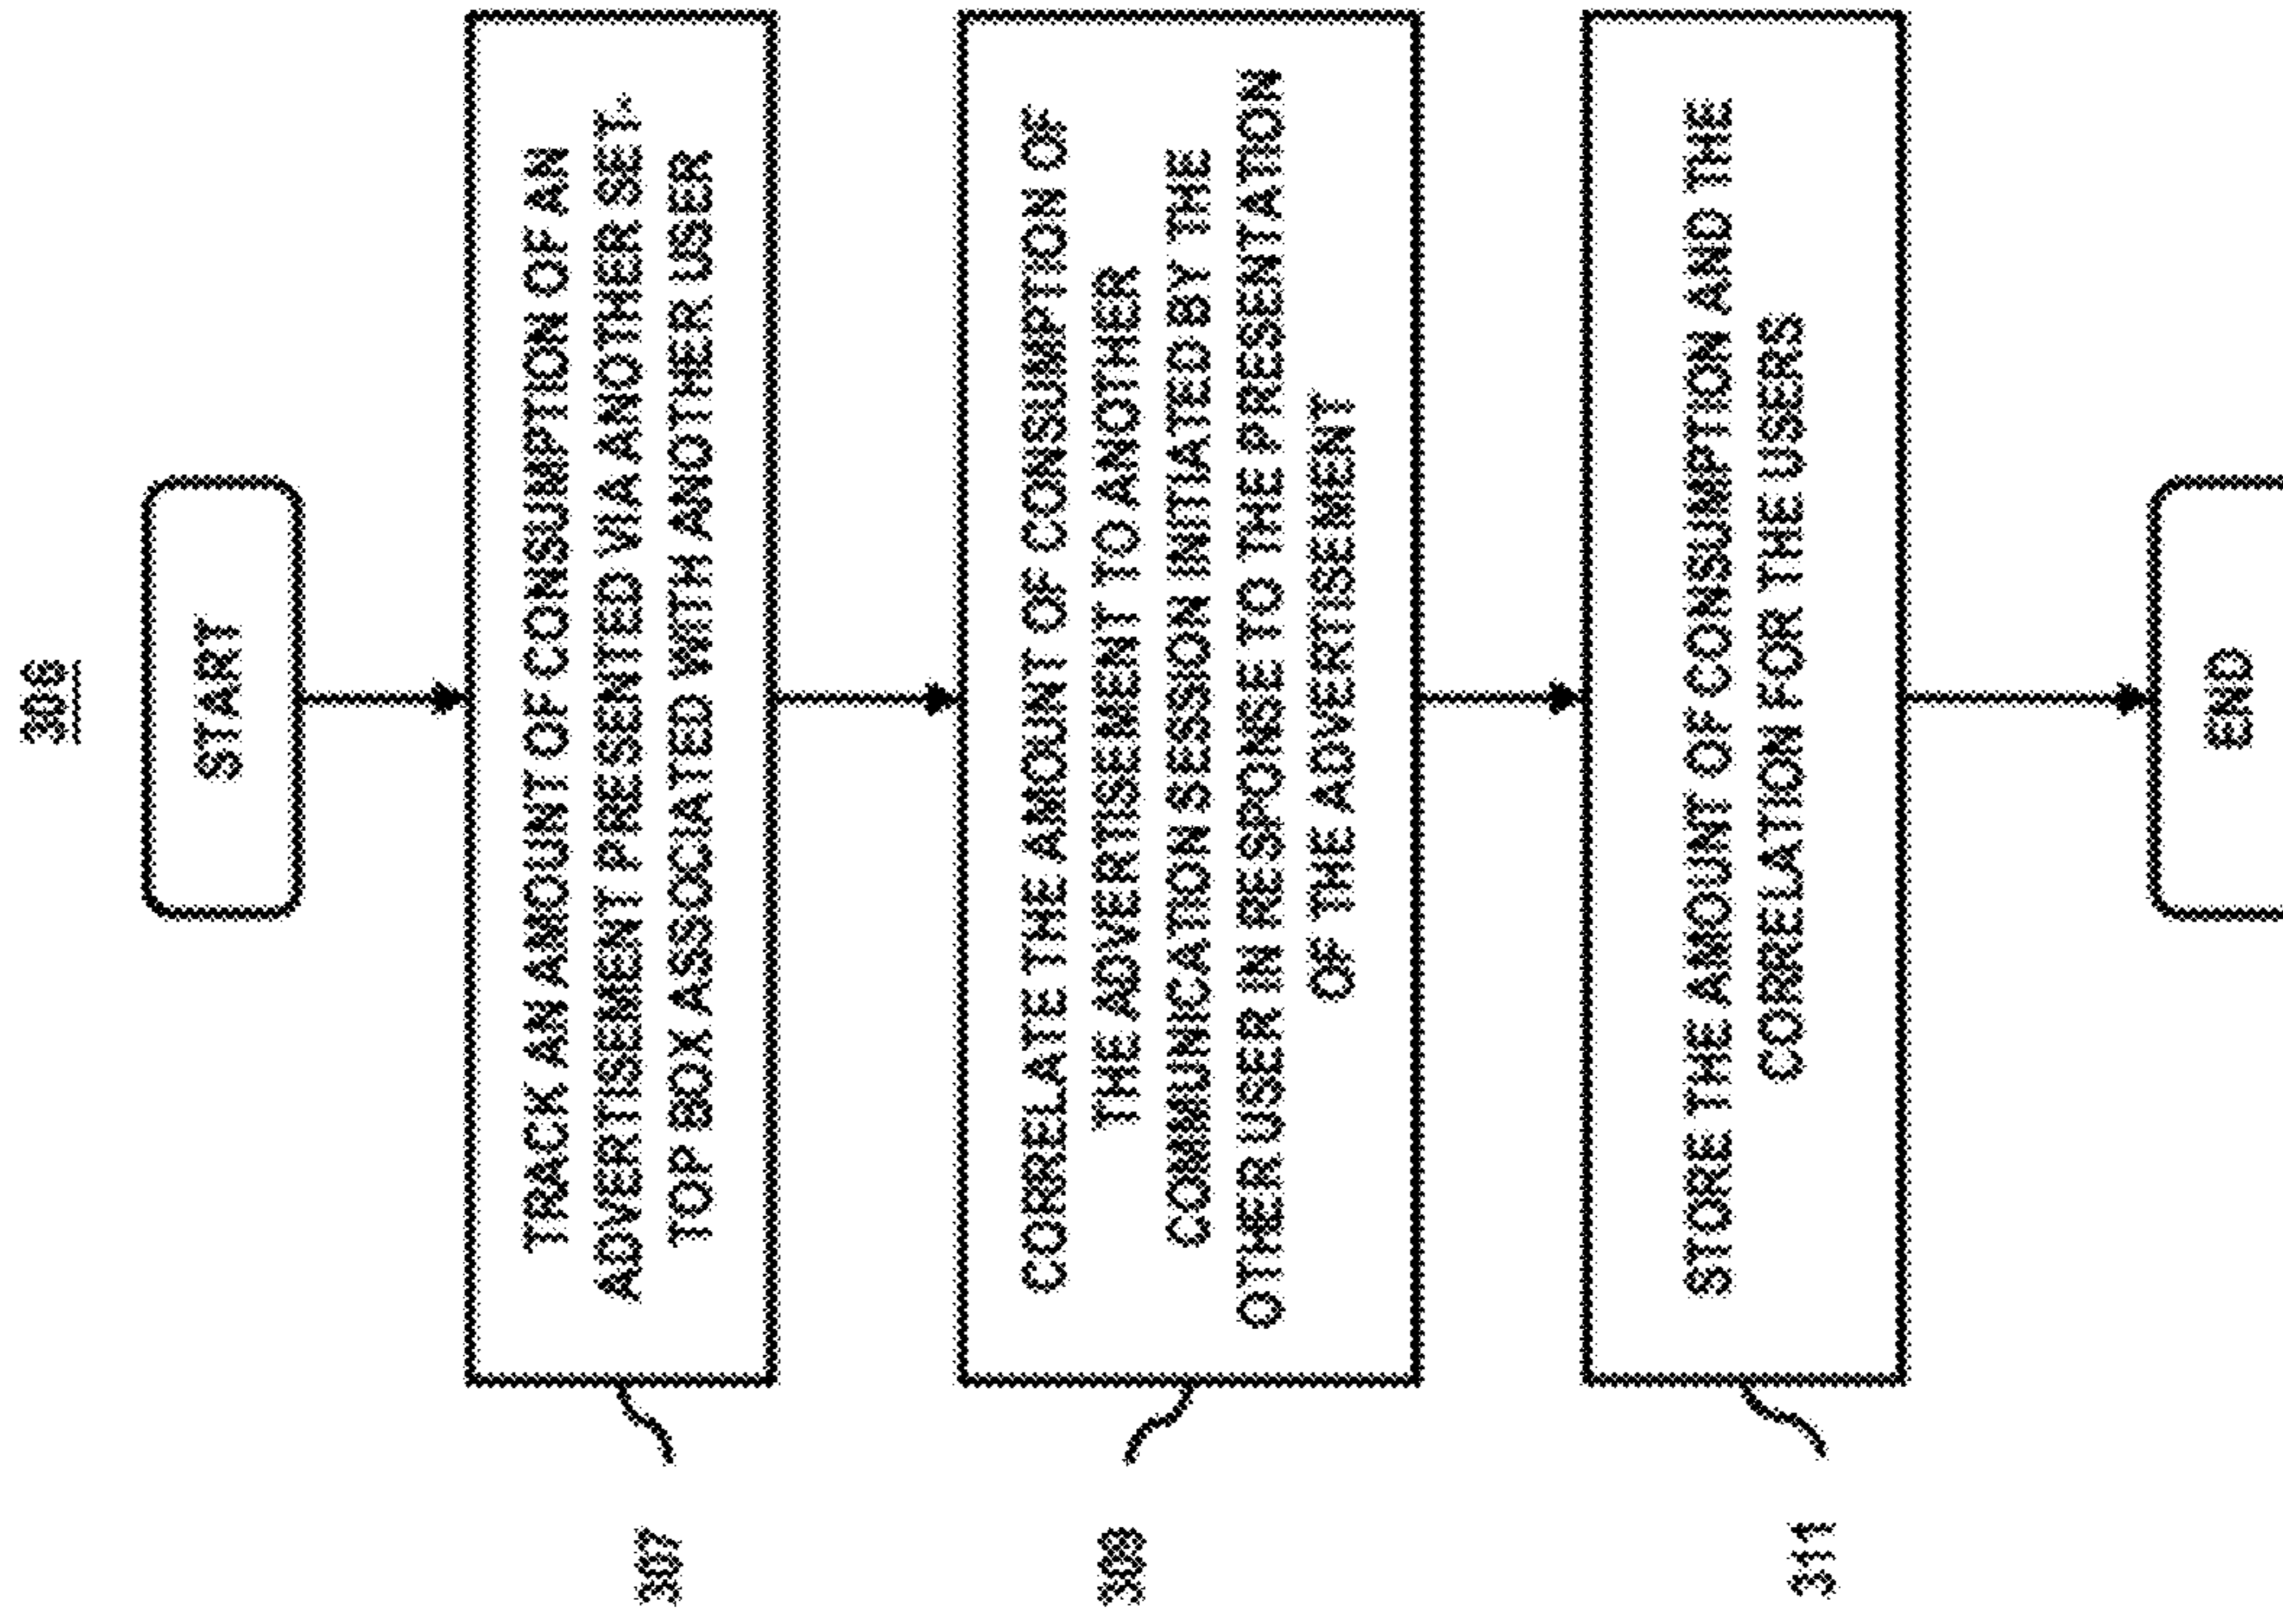 306
START
TRACK AN AMOUNT OF CONSUMPTION OF AN
ADVERTISEMENT PRESENTED VIA ANOTHER SET-
TOP BOX ASSOCIATED WITH ANOTHER USER
307
CORRELATE THE AMOUNT OF CONSUMPTION OF
THE ADVERTISEMENT TO ANOTHER
COMMUNICATION SESSION INITIATED BY THE
OTHER USER IN RESPONSE TO THE PRESENTATION
OF THE ADVERTISEMENT
309
STORE THE AMOUNT OF CONSUMPTION AND THE
CORRELATION FOR THE USERS
311
END